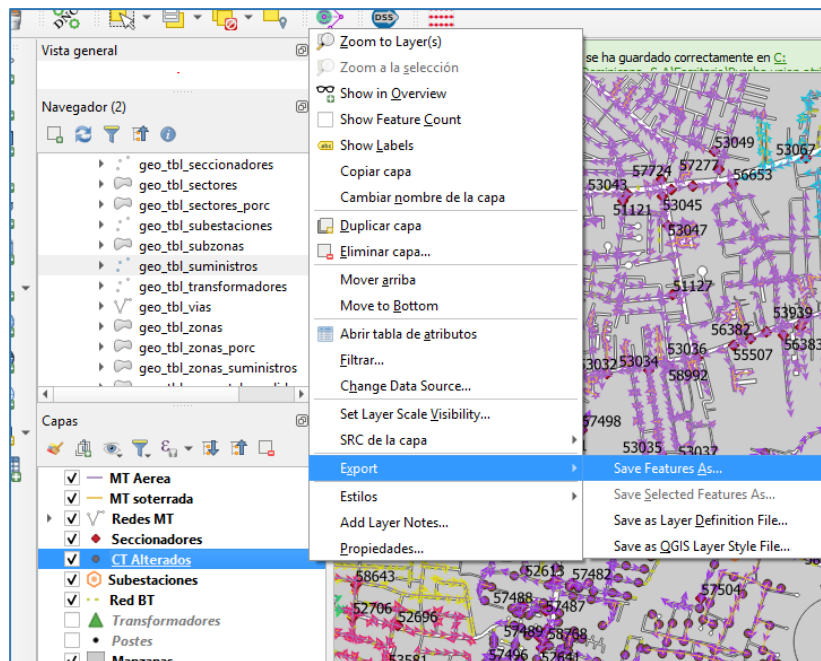 DNC
DSS
Vista general
Navegador (2)
geo_tbl_seccionadores
geo_tbl_sectores
geo_tbl_sectores_porc
geo_tbl_subestaciones
geo_tbl_subzonas
geo_tbl_suministros
geo_tbl_transformadores
geo_tbl_vias
geo_tbl_zonas
geo_tbl_zonas_porc
geo_tbl_zonas_suministros
Capas
MT Aerea
MT soterrada
Redes MT
Seccionadores
CT Alterados
Subestaciones
Red BT
Transformadores
Postes
Manzanas
Zoom to Layer(s)
Zoom a la selección
Show in Overview
Show Feature Count
Show Labels
Copiar capa
Cambiar nombre de la capa
Duplicar capa
Eliminar capa...
Mover arriba
Move to Bottom
Abrir tabla de atributos
Filtrar...
Change Data Source...
Set Layer Scale Visibility...
SRC de la capa
Export
Estilos
Add Layer Notes...
Propiedades...
Save Features As...
Save Selected Features As...
Save as Layer Definition File...
Save as QGIS Layer Style File...
se ha guardado correctamente en C:
53049
53067
57724
57277
53043
56653
51121
53045
53047
51127
53939
56382
56383
53036
55507
53032
53034
58992
57498
53035
53037
58643
52613
57482
57504
57488
57487
52706
52696
57489
58768
53581
57496
52641